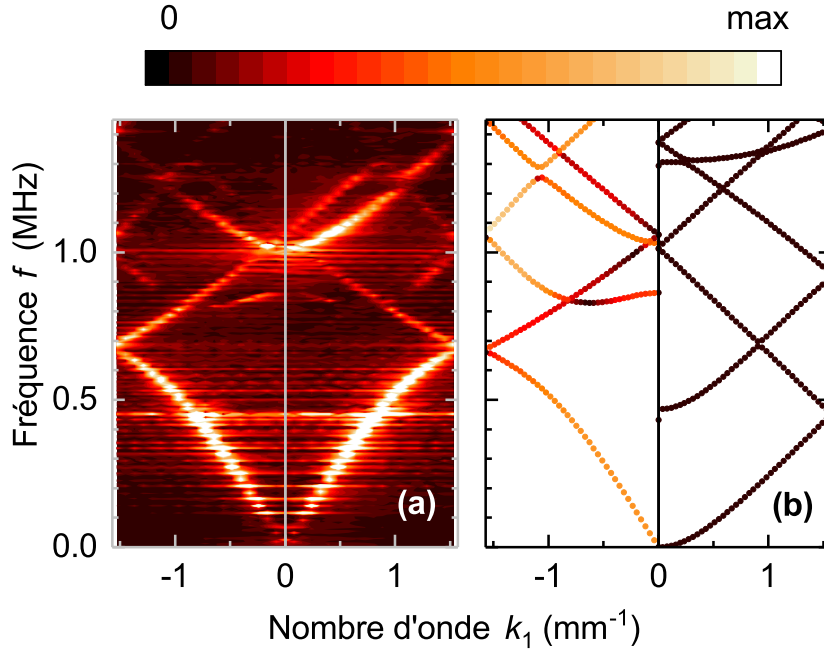 0 max
Fréquence f (MHz)
1.0
0.5
0.0
(a)
(b)
-1 0 1 -1 0 1
Nombre d'onde k₁ (mm⁻¹)